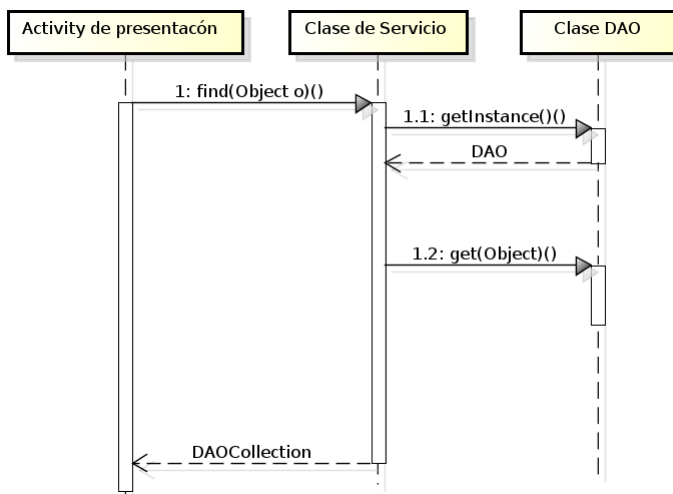 Activity de presentacón
Clase de Servicio
Clase DAO
1: find(Object o)()
1.1: getInstance()()
DAO
1.2: get(Object)()
DAOCollection